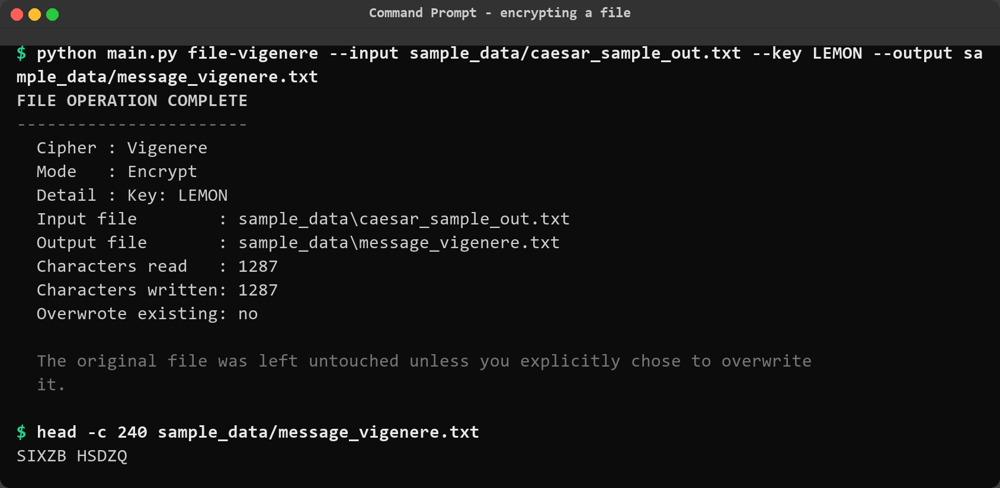 Command Prompt - encrypting a file
$ python main.py file-vigenere --input sample_data/caesar_sample_out.txt --key LEMON --output sa
mple_data/message_vigenere.txt
FILE OPERATION COMPLETE
-----------------------
Cipher : Vigenere
Mode   : Encrypt
Detail : Key: LEMON
Input file        : sample_data\caesar_sample_out.txt
Output file       : sample_data\message_vigenere.txt
Characters read   : 1287
Characters written: 1287
Overwrote existing: no
The original file was left untouched unless you explicitly chose to overwrite
it.
$ head -c 240 sample_data/message_vigenere.txt
SIXZB HSDZQ